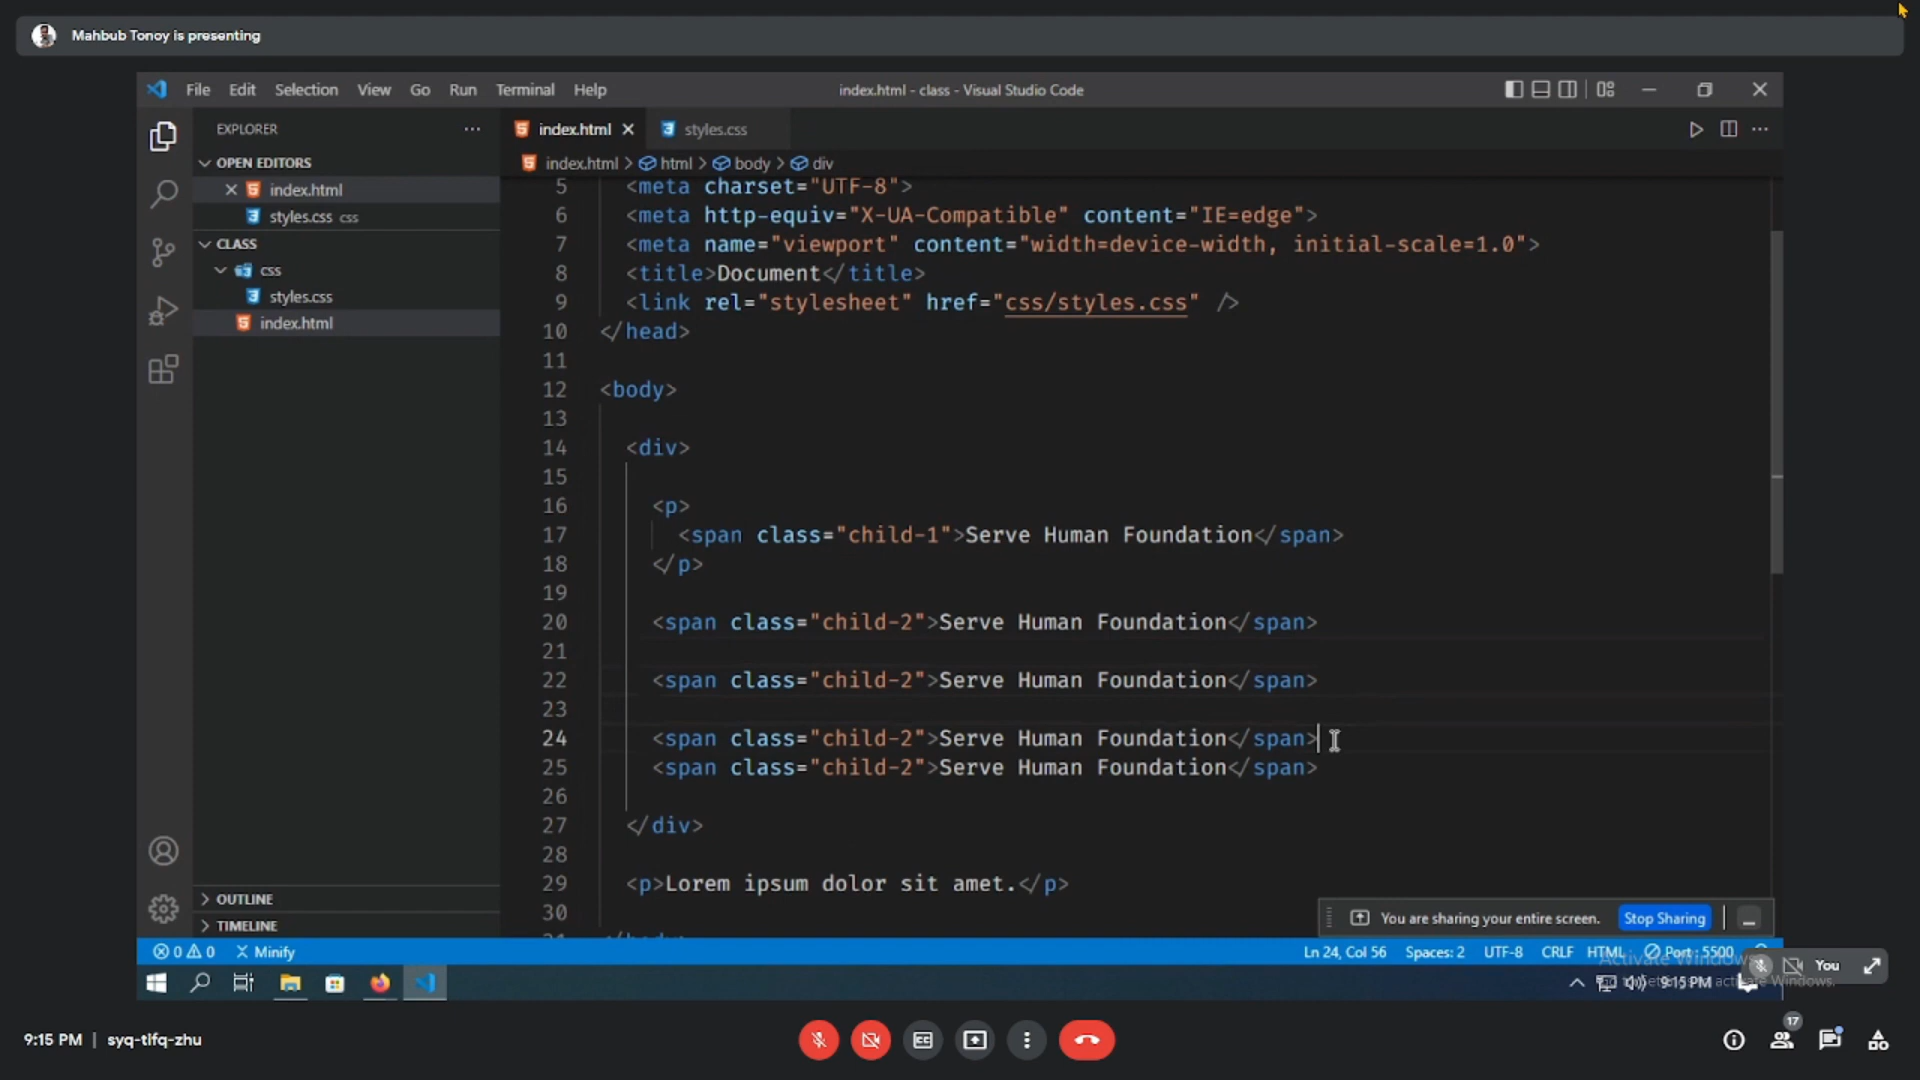 Mahbub Tonoy is presenting
File Edit Selection View Go Run Terminal Help
index.html - class - Visual Studio Code
EXPLORER
index.html
styles.css
OPEN EDITORS
index.html > html > body > div
index.html
styles.css css
CLASS
css
styles.css
index.html
5 <meta charset="UTF-8">
6 <meta http-equiv="X-UA-Compatible" content="IE=edge">
7 <meta name="viewport" content="width=device-width, initial-scale=1.0">
8 <title>Document</title>
9 <link rel="stylesheet" href="css/styles.css" />
10 </head>
11
12 <body>
13
14 <div>
15
16 <p>
17 <span class="child-1">Serve Human Foundation</span>
18 </p>
19
20 <span class="child-2">Serve Human Foundation</span>
21
22 <span class="child-2">Serve Human Foundation</span>
23
24 <span class="child-2">Serve Human Foundation</span>
25 <span class="child-2">Serve Human Foundation</span>
26
27 </div>
28
29 <p>Lorem ipsum dolor sit amet.</p>
30
OUTLINE
TIMELINE
You are sharing your entire screen. Stop Sharing
0 0 Minify
Ln 24, Col 56 Spaces: 2 UTF-8 CRLF HTML Port : 5500
Activate Windows
You
9:15 PM
activate Windows.
9:15 PM | syq-tifq-zhu
17